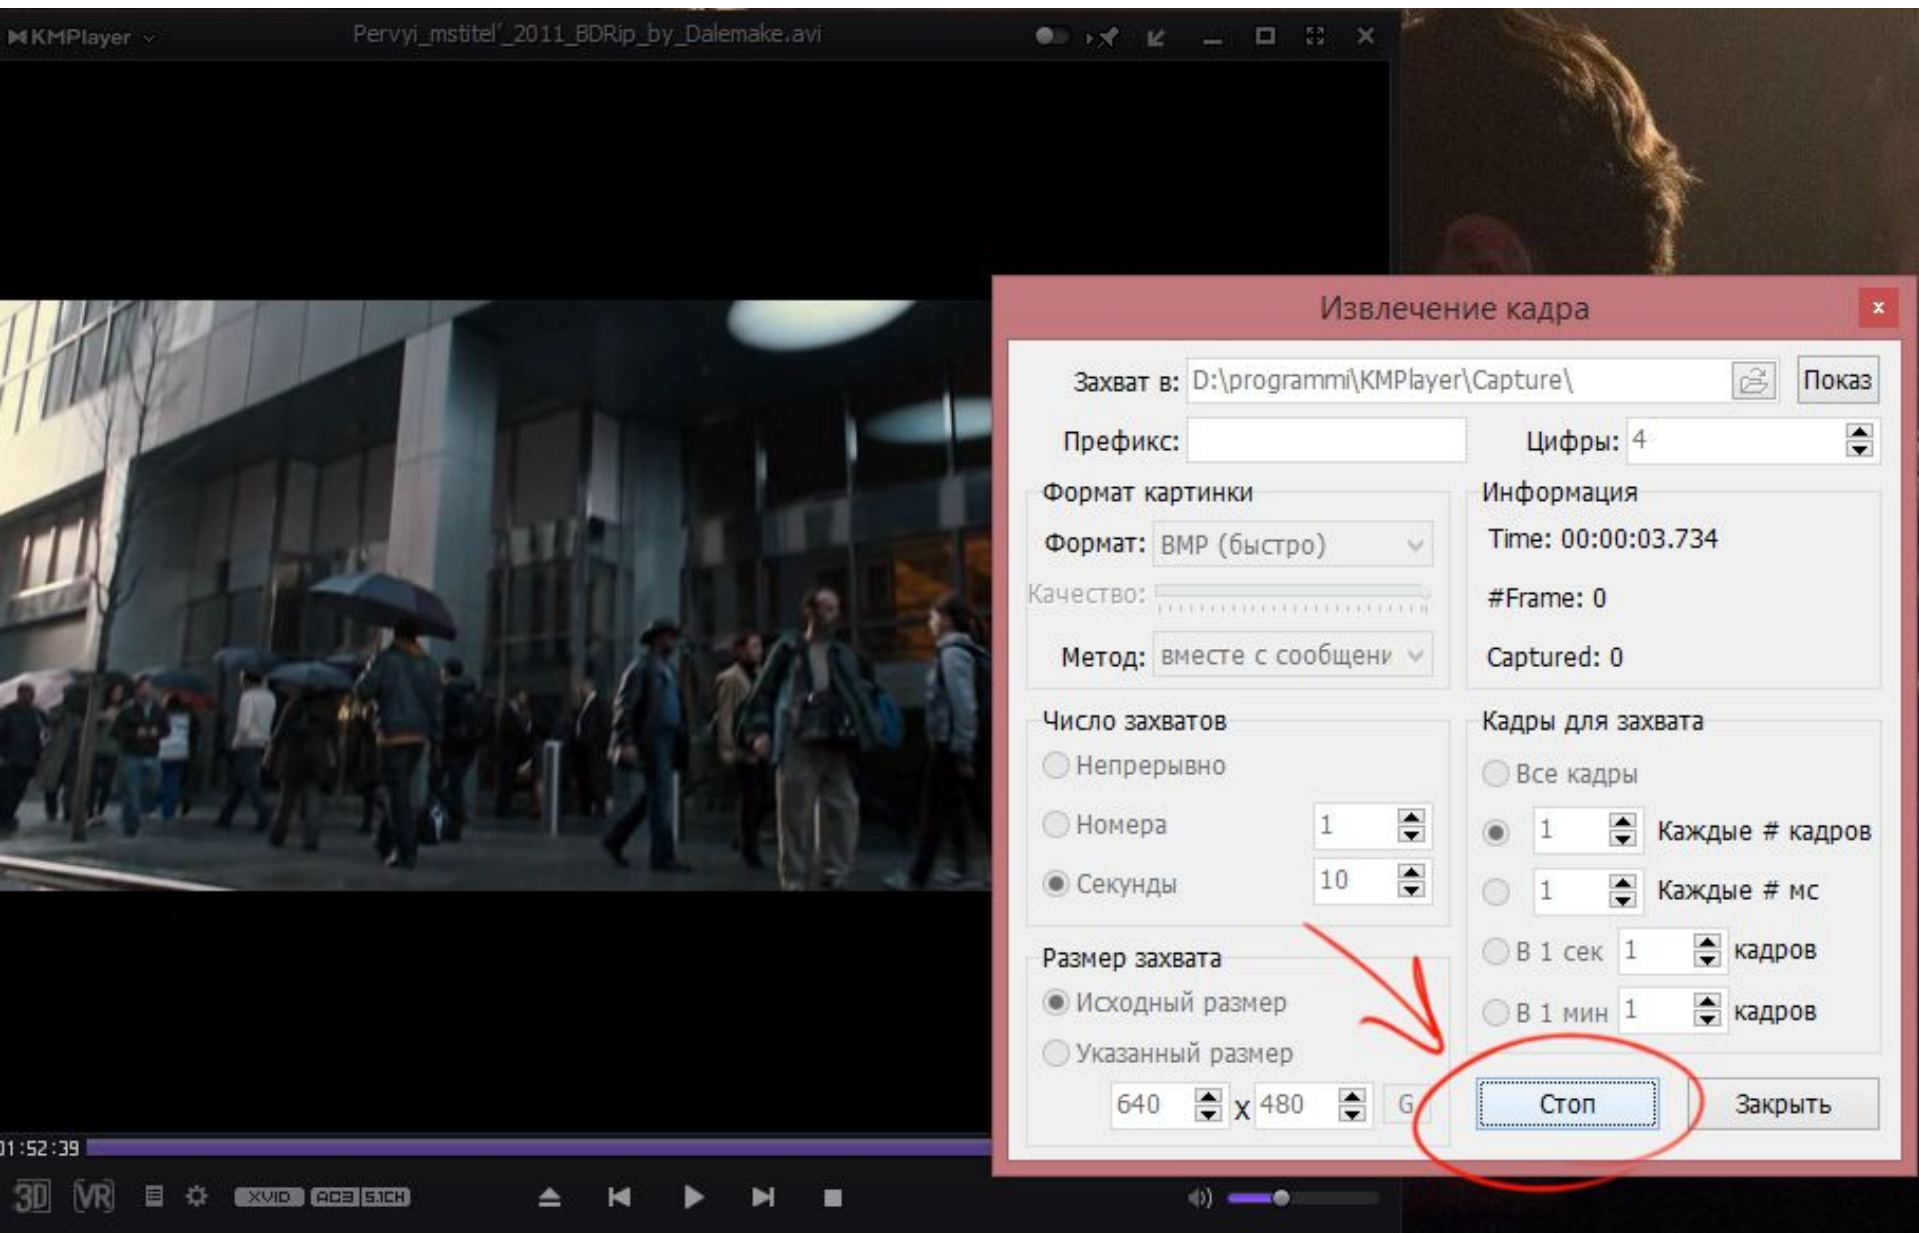 KMPlayer
Pervyi_mstitel'_2011_BDRip_by_Dalemake.avi
Извлечение кадра
x
Захват в: D:\programmi\KMPlayer\Capture\ Показ
Префикс:
Цифры: 4
Формат картинки
Формат: BMP (быстро)
Качество:
Метод: вместе с сообщени
Информация
Time: 00:00:03.734
#Frame: 0
Captured: 0
Число захватов
Непрерывно
Номера 1
Секунды 10
Кадры для захвата
Все кадры
1 Каждые # кадров
1 Каждые # мс
В 1 сек 1 кадров
В 1 мин 1 кадров
Размер захвата
Исходный размер
Указанный размер
640 X 480 G
Стоп
Закрыть
01:52:39
3D VR XVID AC3 5.1CH